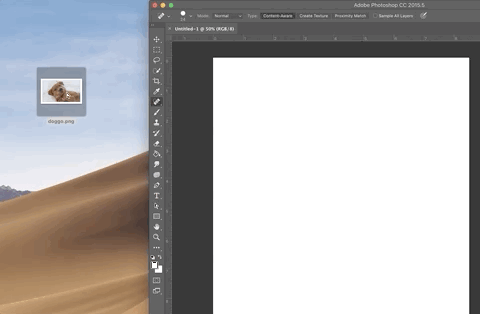 Adobe Photoshop CC 2015.5
Mode: Normal Type: Content-Aware Create Texture Proximity Match Sample All Layers
Untitled-1 @ 50% (RGB/8)
doggo.png